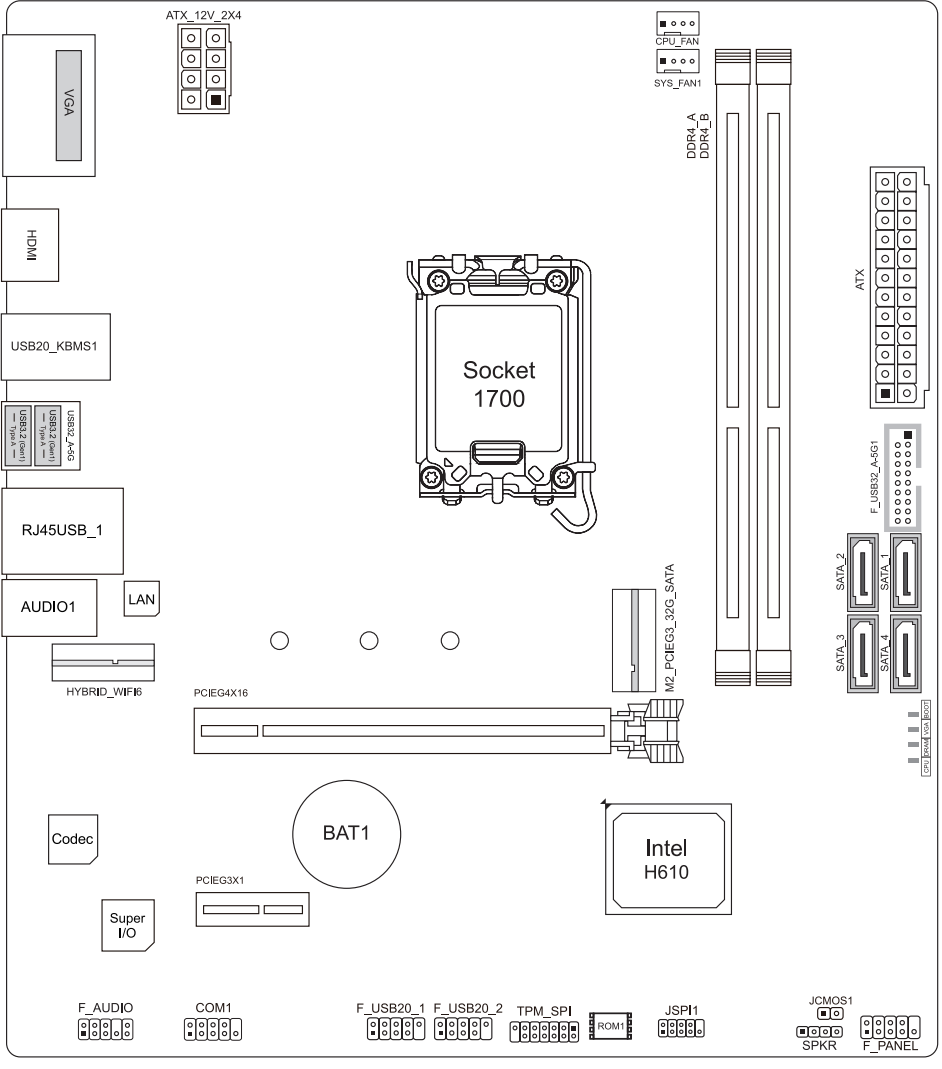 ATX_12V_2X4
CPU_FAN
SYS_FAN1
VGA
DDR4_A
DDR4_B
HDMI
ATX
USB20_KBMS1
Socket
1700
USB32_A-5G
USB3.2 (Gen1)
— Type A —
USB3.2 (Gen1)
— Type A —
F_USB32_A-5G1
RJ45USB_1
SATA_2
SATA_1
AUDIO1
LAN
M2_PCIEG3_32G_SATA
SATA_3
SATA_4
HYBRID_WIFI6
PCIEG4X16
CPU DRAM VGA BOOT
Codec
BAT1
Intel
H610
PCIEG3X1
Super
I/O
F_AUDIO
COM1
F_USB20_1
F_USB20_2
TPM_SPI
ROM1
JSPI1
JCMOS1
SPKR
F_PANEL